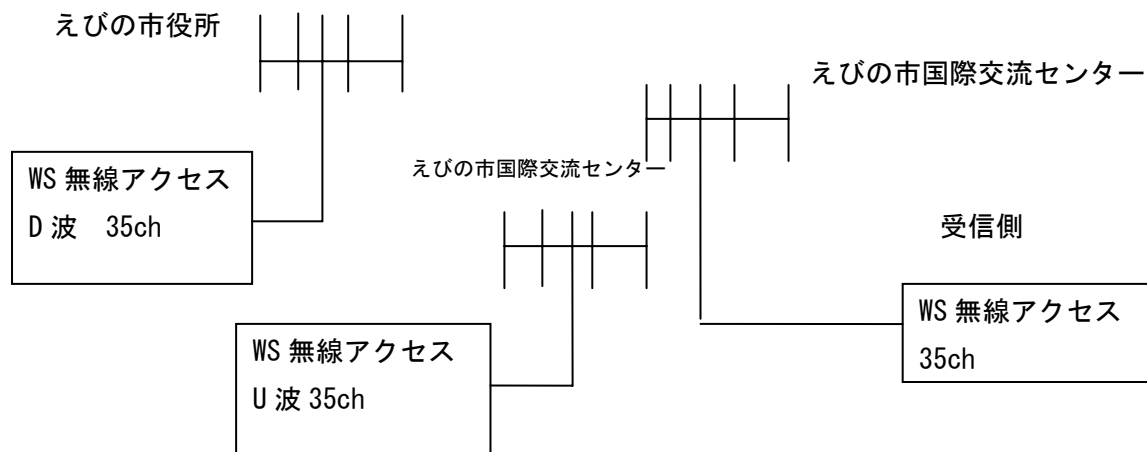 えびの市役所
えびの市国際交流センター
えびの市国際交流センター
WS 無線アクセス
D 波　35ch
受信側
WS 無線アクセス
35ch
WS 無線アクセス
U 波 35ch